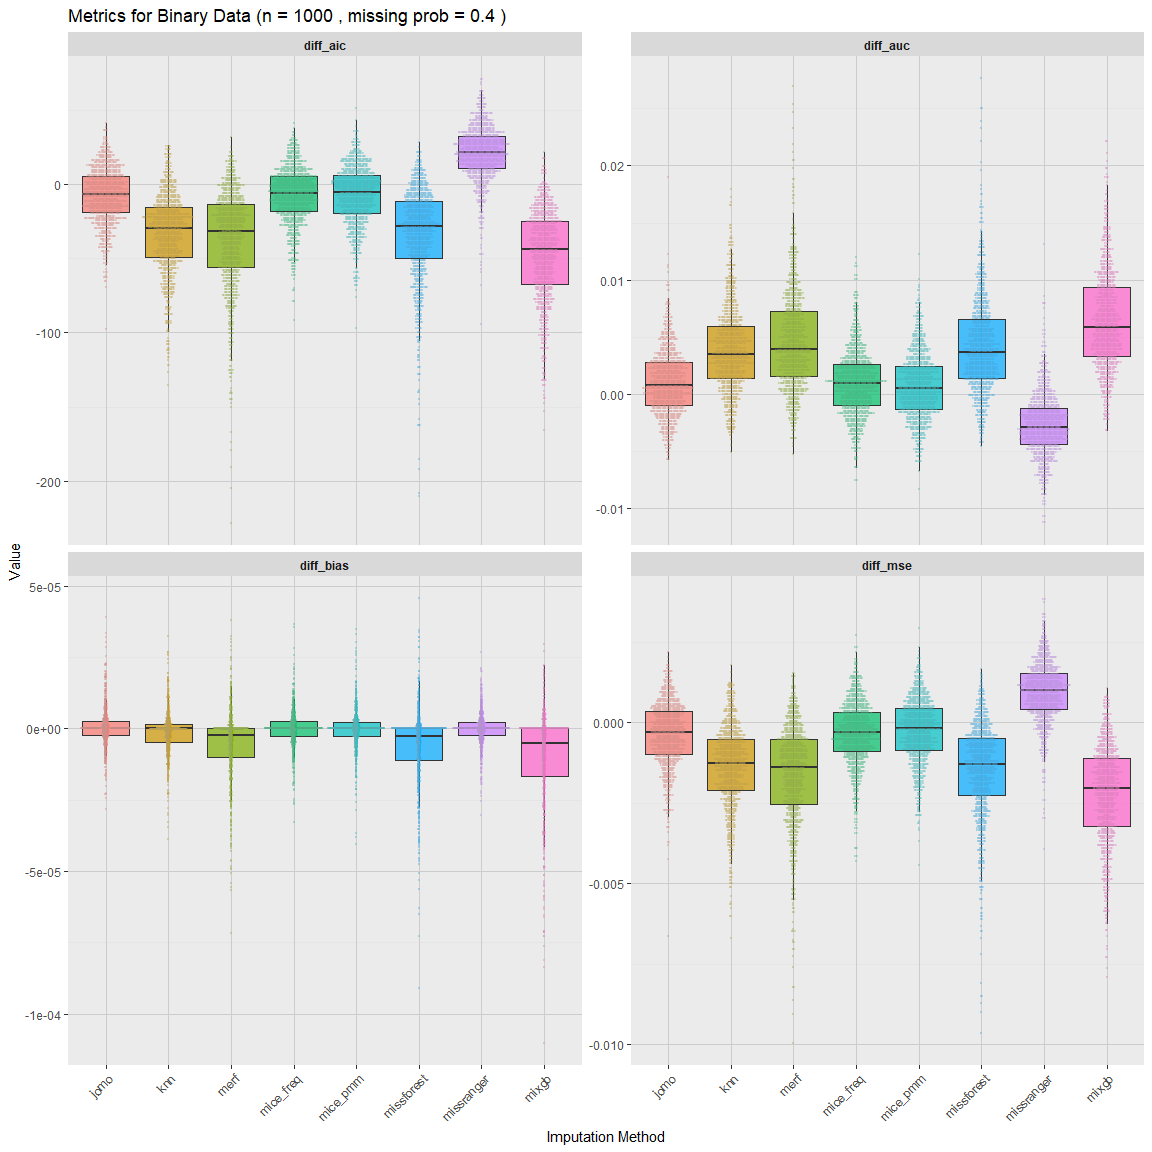 Metrics for Binary Data (n = 1000 , missing prob = 0.4 )
diff_aic
diff_auc
0
-100
-200
0.02
0.01
0.00
-0.01
Value
diff_bias
diff_mse
5e-05
0e+00
-5e-05
-1e-04
0.000
-0.005
-0.010
jomo
knn
merf
mice_freq
mice_pmm
missforest
missranger
mixgb
jomo
knn
merf
mice_freq
mice_pmm
missforest
missranger
mixgb
Imputation Method